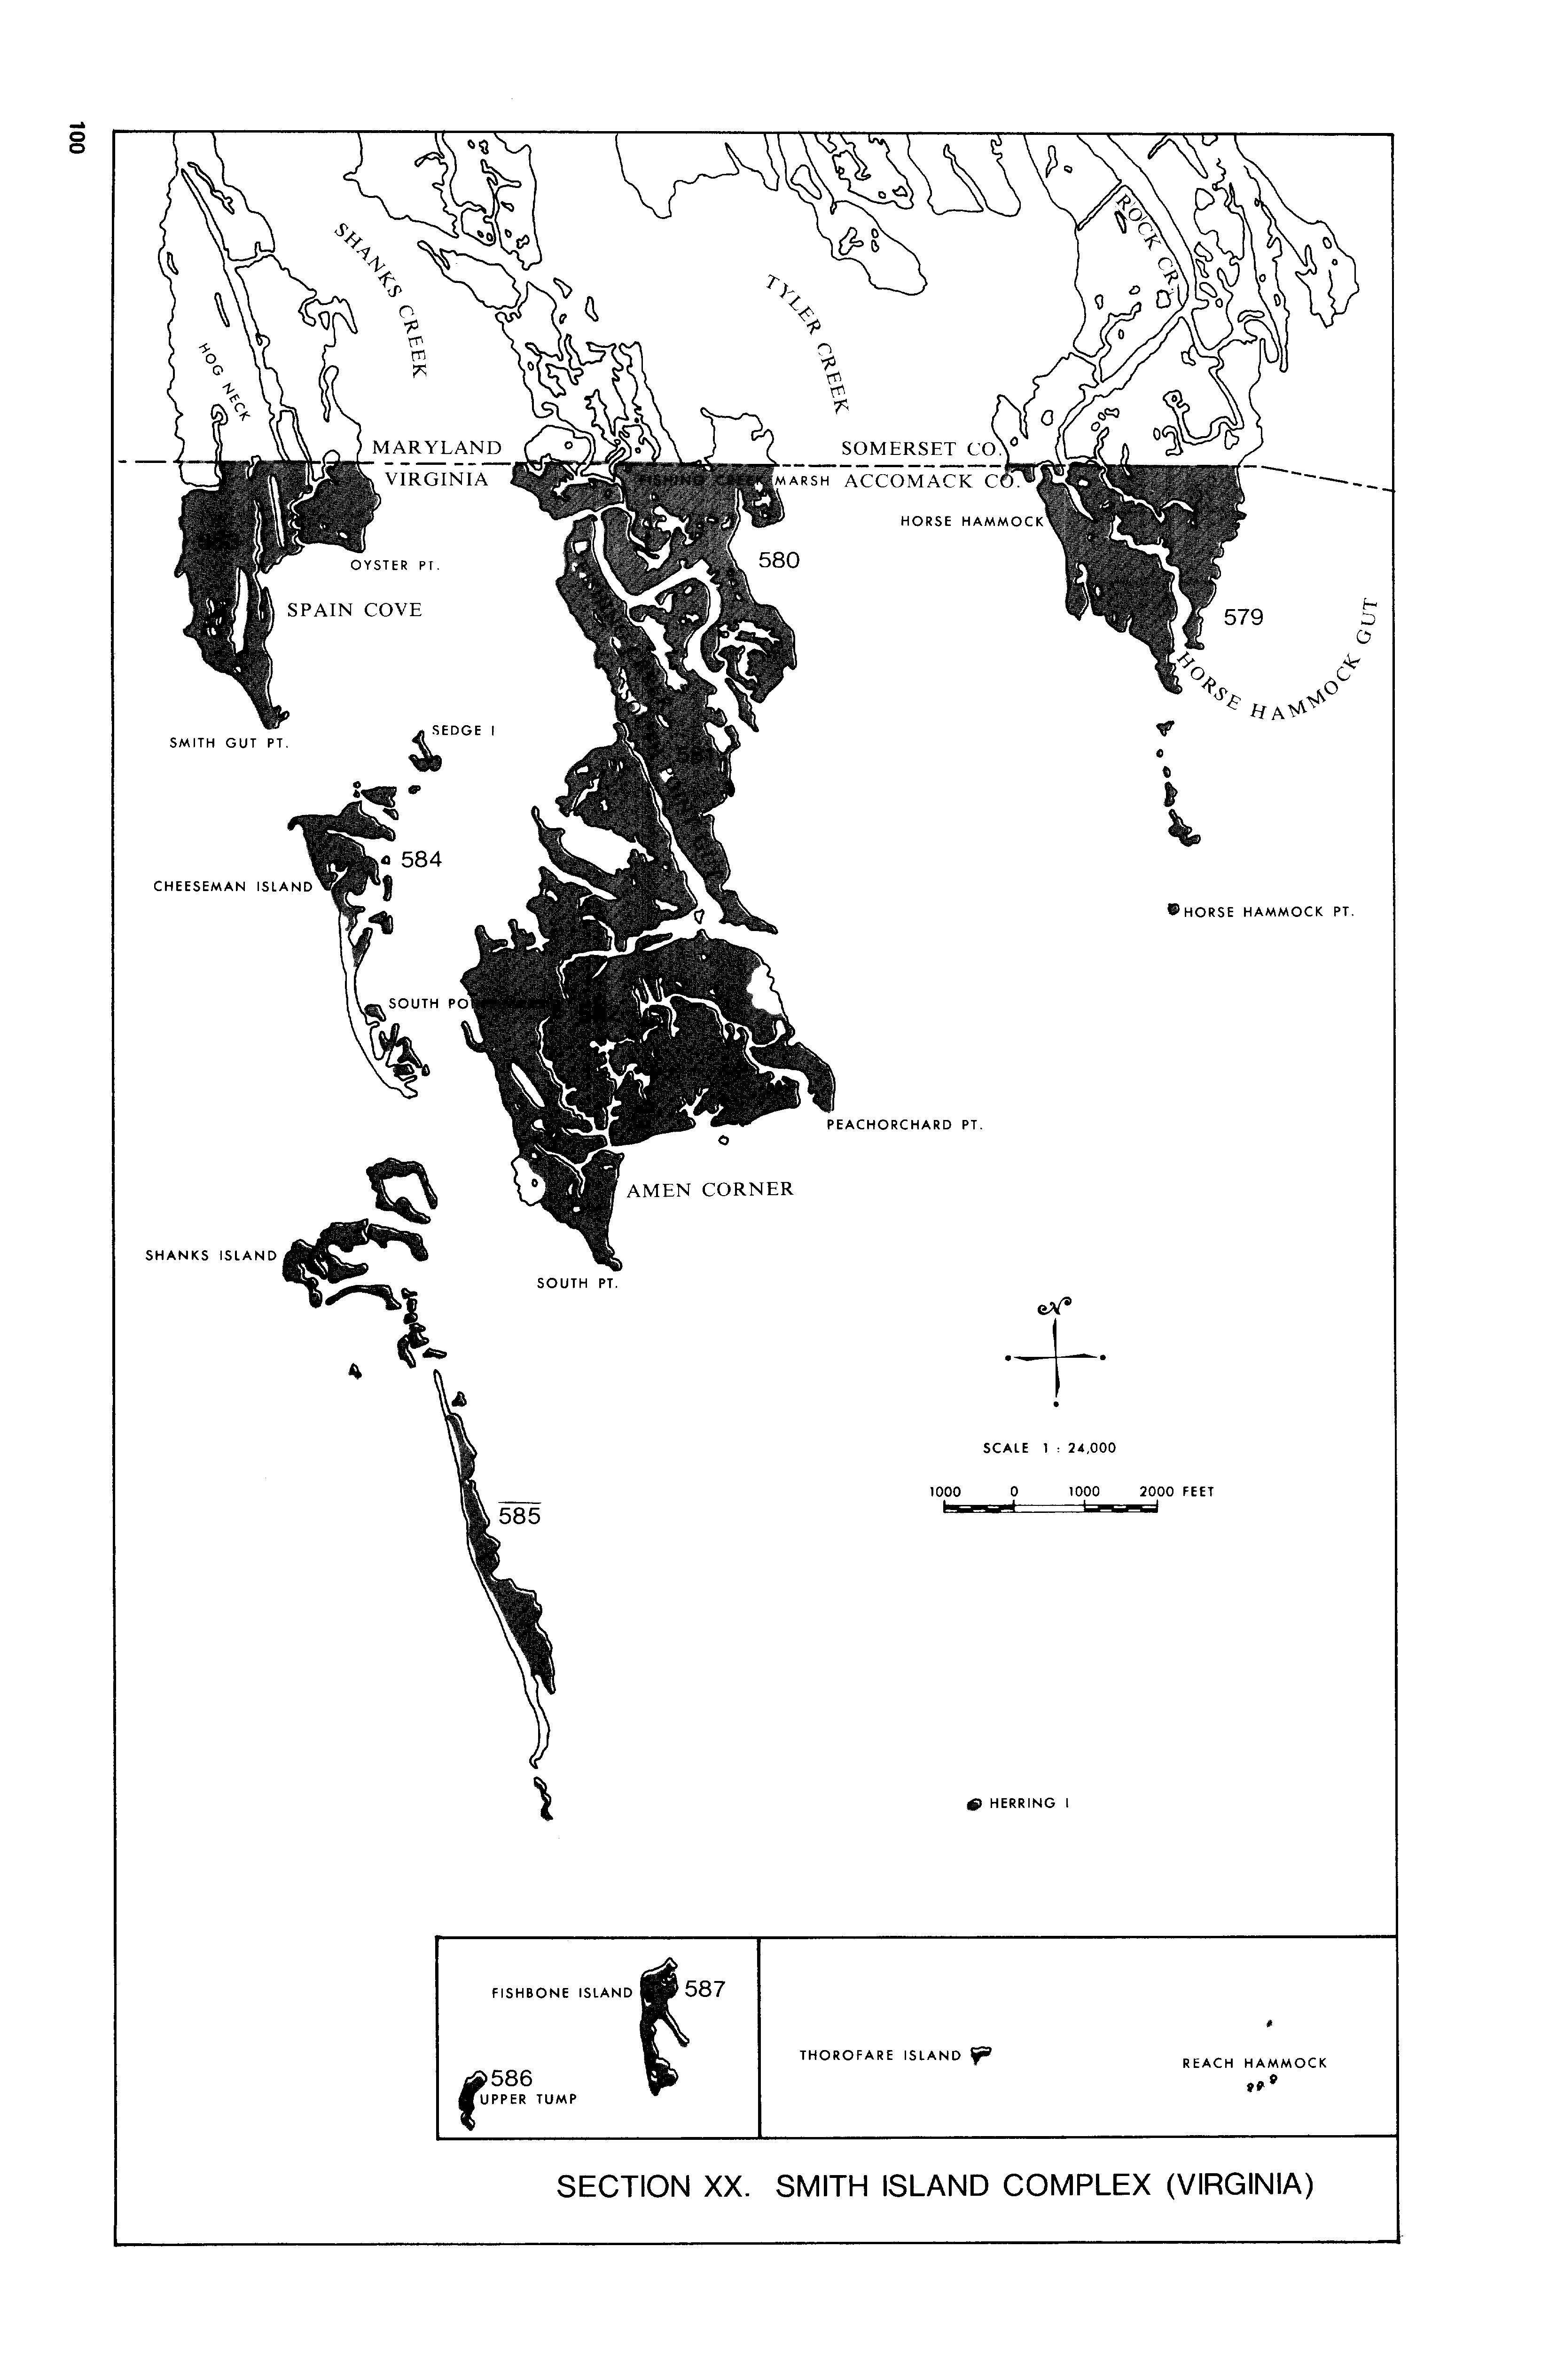 100
SHANKS CREEK
TYLER CREEK
ROCK CR.
HOG NECK
MARYLAND
SOMERSET CO.
VIRGINIA
FISHING CREEK MARSH
ACCOMACK CO.
HORSE HAMMOCK
580
OYSTER PT.
SPAIN COVE
579
HORSE HAMMOCK GUT
SEDGE I
SMITH GUT PT.
581
584
CHEESEMAN ISLAND
HORSE HAMMOCK PT.
SOUTH
PEACHORCHARD PT.
AMEN CORNER
SHANKS ISLAND
SOUTH PT.
N
SCALE 1 : 24,000
1000 0 1000 2000 FEET
585
HERRING I
FISHBONE ISLAND 587
THOROFARE ISLAND
REACH HAMMOCK
586
UPPER TUMP
SECTION XX. SMITH ISLAND COMPLEX (VIRGINIA)